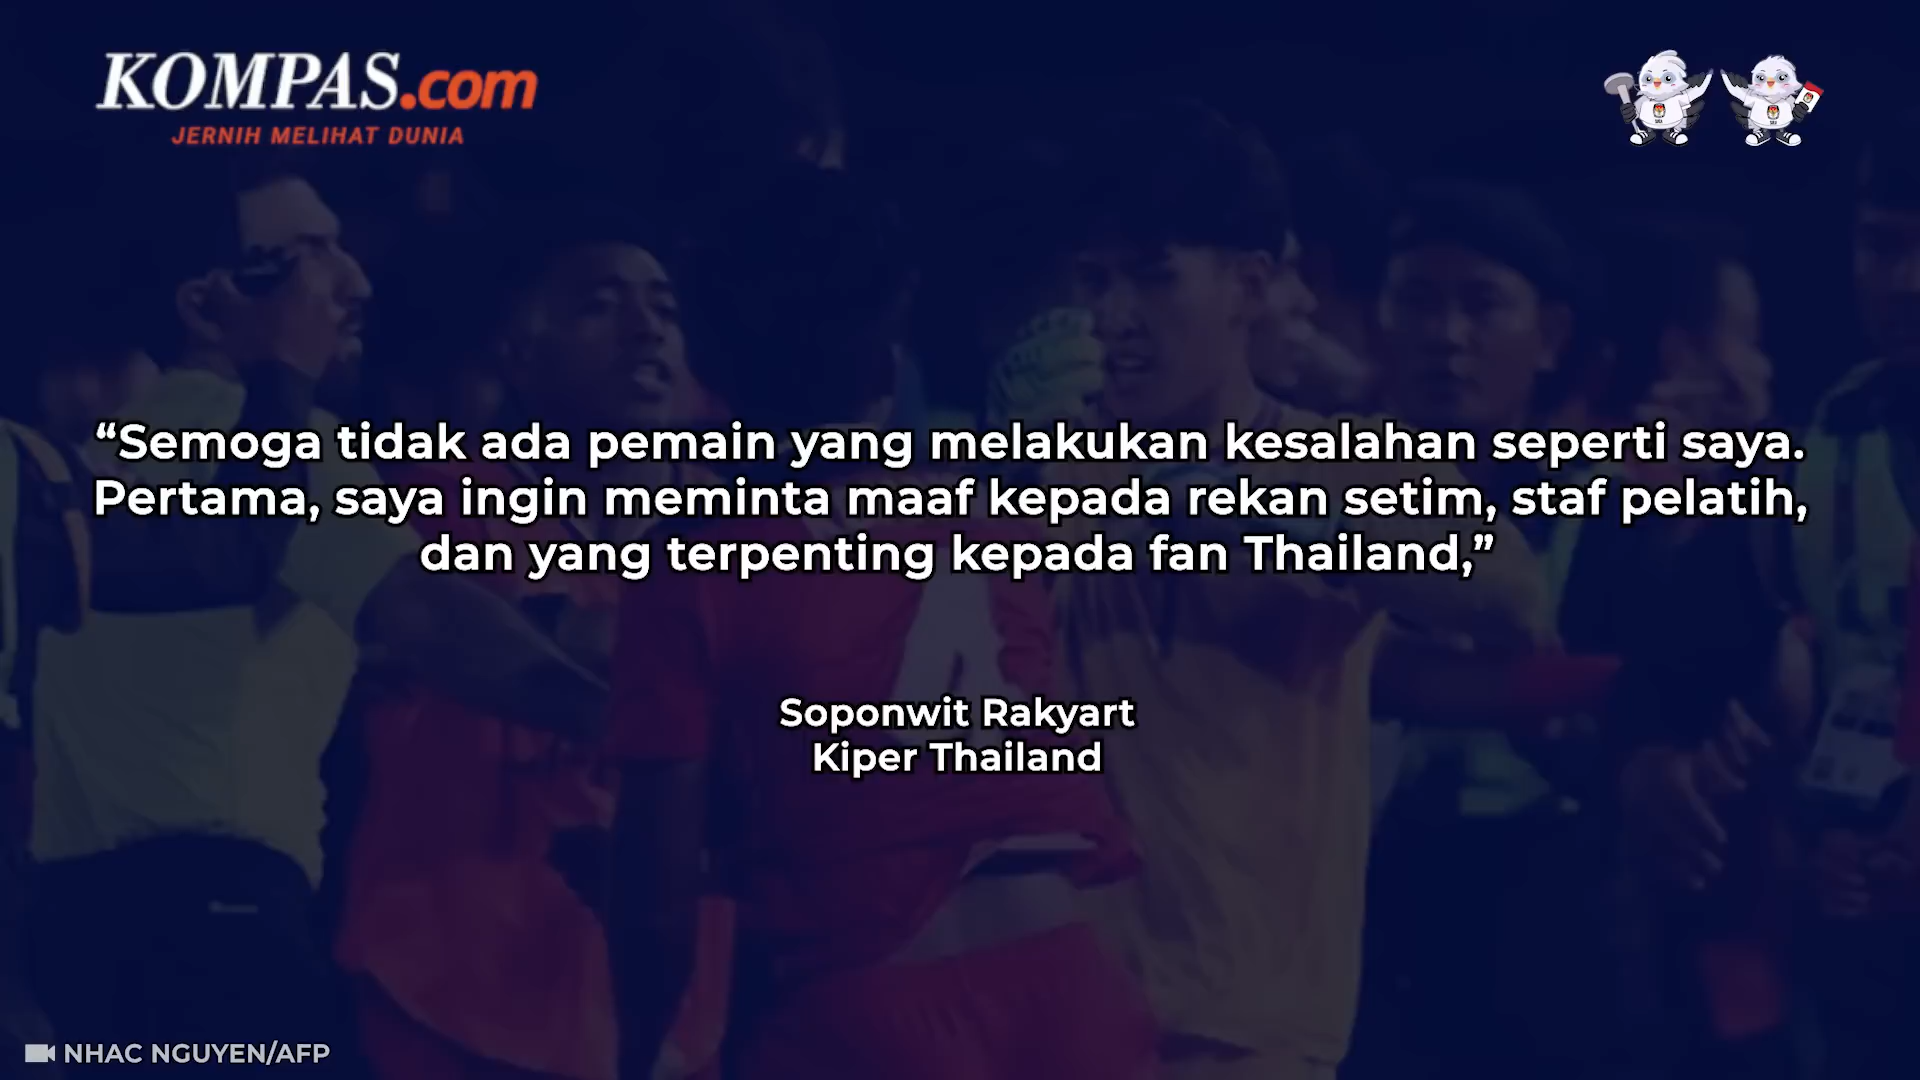 KOMPAS.com
JERNIH MELIHAT DUNIA
“Semoga tidak ada pemain yang melakukan kesalahan seperti saya.
Pertama, saya ingin meminta maaf kepada rekan setim, staf pelatih,
dan yang terpenting kepada fan Thailand,”
Soponwit Rakyart
Kiper Thailand
NHAC NGUYEN/AFP